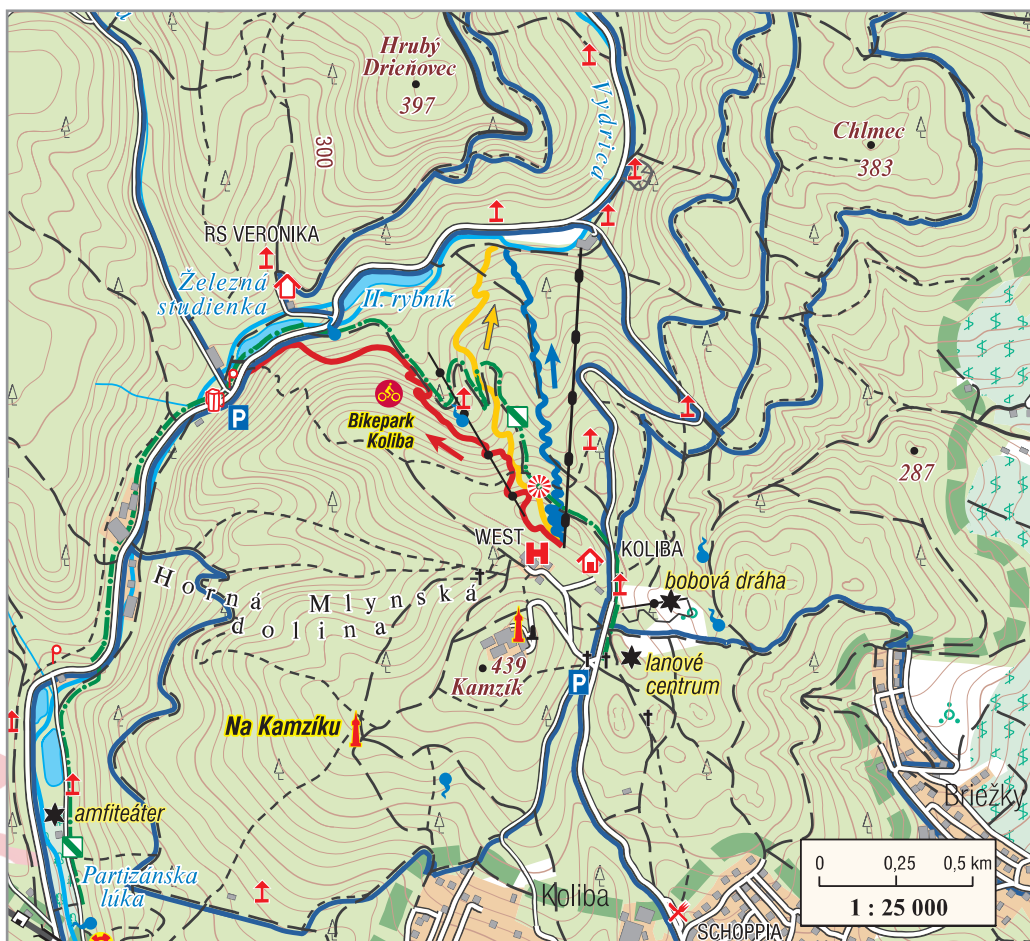 Hrubý
Drieňovec
397
300
Vydrica
Chlmec
383
RS VERONIKA
Železná
studienka
II. rybník
P
Bikepark
Koliba
287
WEST
H
KOLIBA
bobová dráha
Horná Mlynská
dolina
lanové
centrum
439
Kamzík
P
Na Kamzíku
amfiteáter
Partizánska
lúka
Briežky
Koliba
SCHOPPIA
0 0,25 0,5 km
1 : 25 000